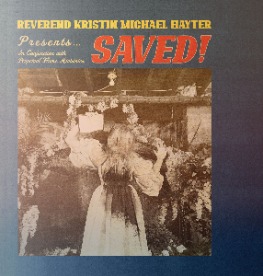 REVEREND KRISTIN MICHAEL HAYTER
Presents...
SAVED!
In Conjunction with
Perpetual Flame Ministries